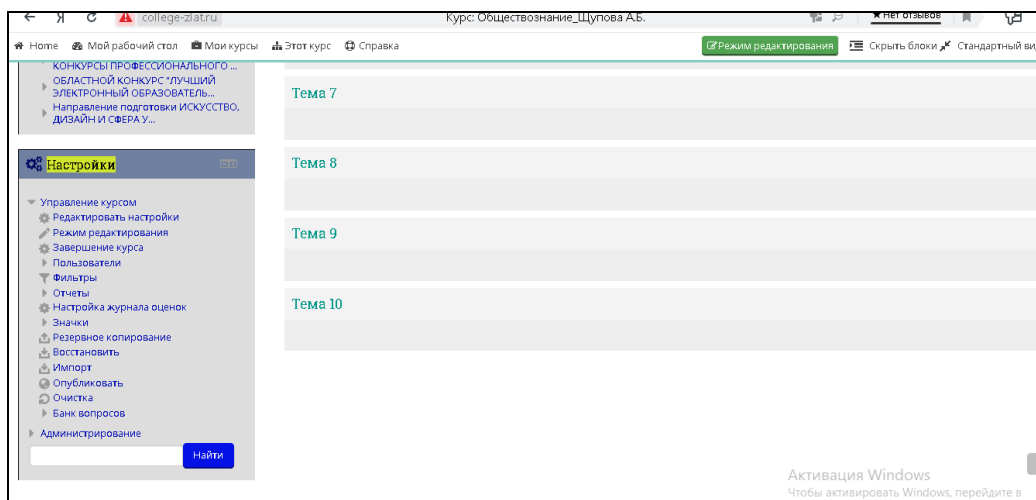 college-zlat.ru
Курс: Обществознание_Щупова А.Б.
★ Нет отзывов
Home Мой рабочий стол Мои курсы Этот курс Справка
Режим редактирования Скрыть блоки Стандартный ви
КОНКУРСЫ ПРОФЕССИОНАЛЬНОГО ...
ОБЛАСТНОЙ КОНКУРС "ЛУЧШИЙ
ЭЛЕКТРОННЫЙ ОБРАЗОВАТЕЛЬ...
Направление подготовки ИСКУССТВО,
ДИЗАЙН И СФЕРА У...
Настройки
Управление курсом
Редактировать настройки
Режим редактирования
Завершение курса
Пользователи
Фильтры
Отчеты
Настройка журнала оценок
Значки
Резервное копирование
Восстановить
Импорт
Опубликовать
Очистка
Банк вопросов
Администрирование
Найти
Тема 7
Тема 8
Тема 9
Тема 10
Активация Windows
Чтобы активировать Windows, перейдите в